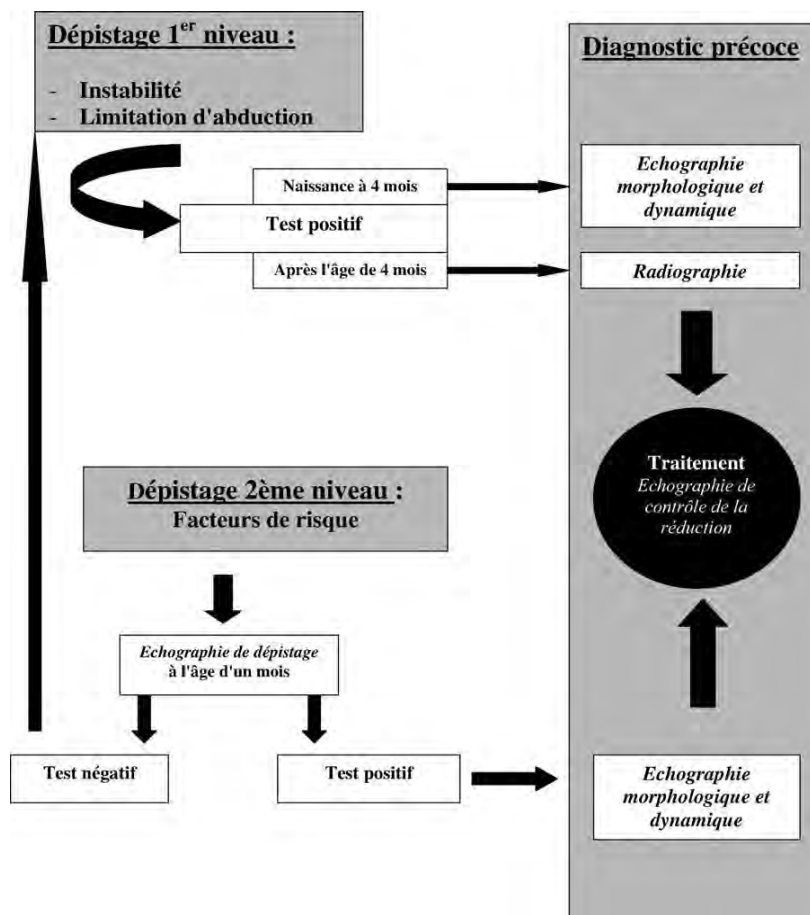 Dépistage 1er niveau :
- Instabilité
- Limitation d'abduction
Diagnostic précoce
Naissance à 4 mois
Test positif
Après l'âge de 4 mois
Echographie
morphologique et
dynamique
Radiographie
Traitement
Echographie de
contrôle de la
réduction
Dépistage 2ème niveau :
Facteurs de risque
Echographie de dépistage
à l'âge d'un mois
Test négatif
Test positif
Echographie
morphologique et
dynamique